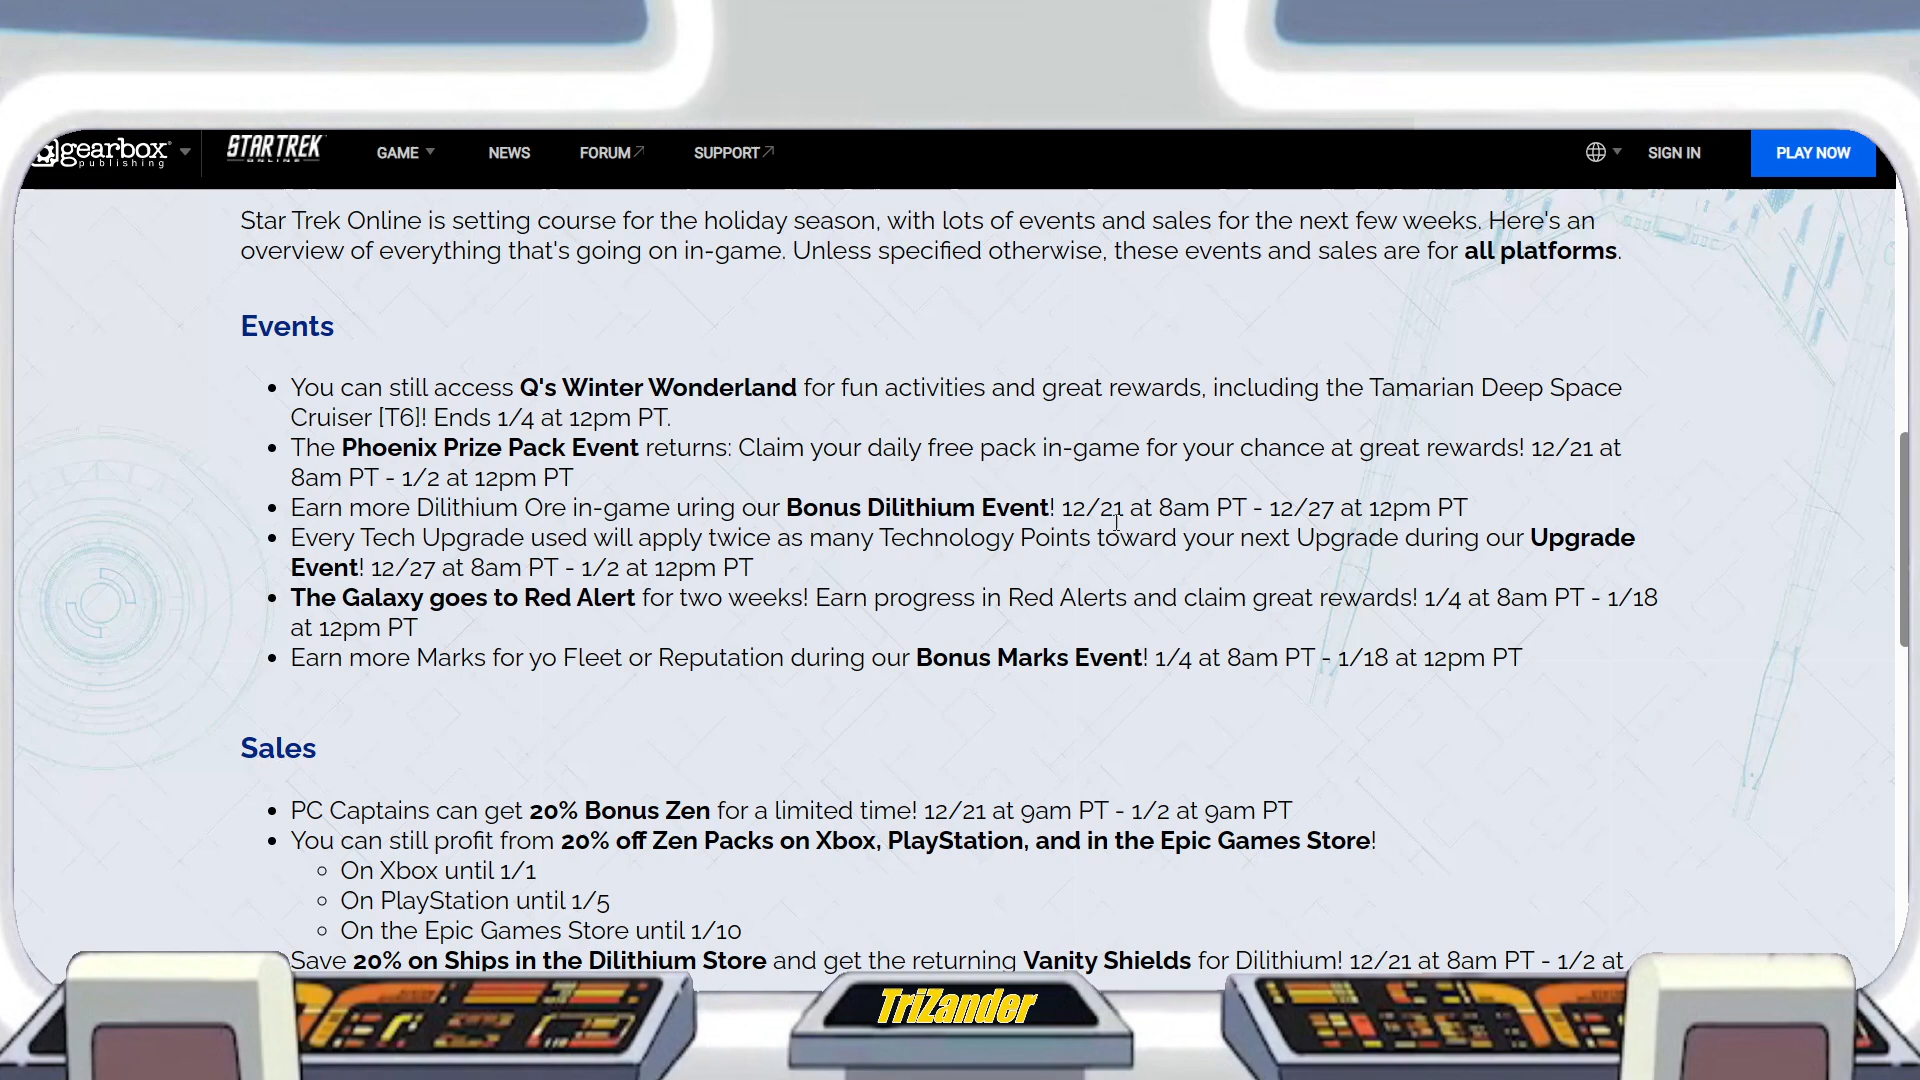 gearbox publishing
STAR TREK ONLINE
GAME
NEWS
FORUM
SUPPORT
SIGN IN
PLAY NOW
Star Trek Online is setting course for the holiday season, with lots of events and sales for the next few weeks. Here's an
overview of everything that's going on in-game. Unless specified otherwise, these events and sales are for all platforms.
Events
You can still access Q's Winter Wonderland for fun activities and great rewards, including the Tamarian Deep Space
Cruiser [T6]! Ends 1/4 at 12pm PT.
The Phoenix Prize Pack Event returns: Claim your daily free pack in-game for your chance at great rewards! 12/21 at
8am PT - 1/2 at 12pm PT
Earn more Dilithium Ore in-game uring our Bonus Dilithium Event! 12/21 at 8am PT - 12/27 at 12pm PT
Every Tech Upgrade used will apply twice as many Technology Points toward your next Upgrade during our Upgrade
Event! 12/27 at 8am PT - 1/2 at 12pm PT
The Galaxy goes to Red Alert for two weeks! Earn progress in Red Alerts and claim great rewards! 1/4 at 8am PT - 1/18
at 12pm PT
Earn more Marks for yo Fleet or Reputation during our Bonus Marks Event! 1/4 at 8am PT - 1/18 at 12pm PT
Sales
PC Captains can get 20% Bonus Zen for a limited time! 12/21 at 9am PT - 1/2 at 9am PT
You can still profit from 20% off Zen Packs on Xbox, PlayStation, and in the Epic Games Store!
On Xbox until 1/1
On PlayStation until 1/5
On the Epic Games Store until 1/10
Save 20% on Ships in the Dilithium Store and get the returning Vanity Shields for Dilithium! 12/21 at 8am PT - 1/2 at
TriZander